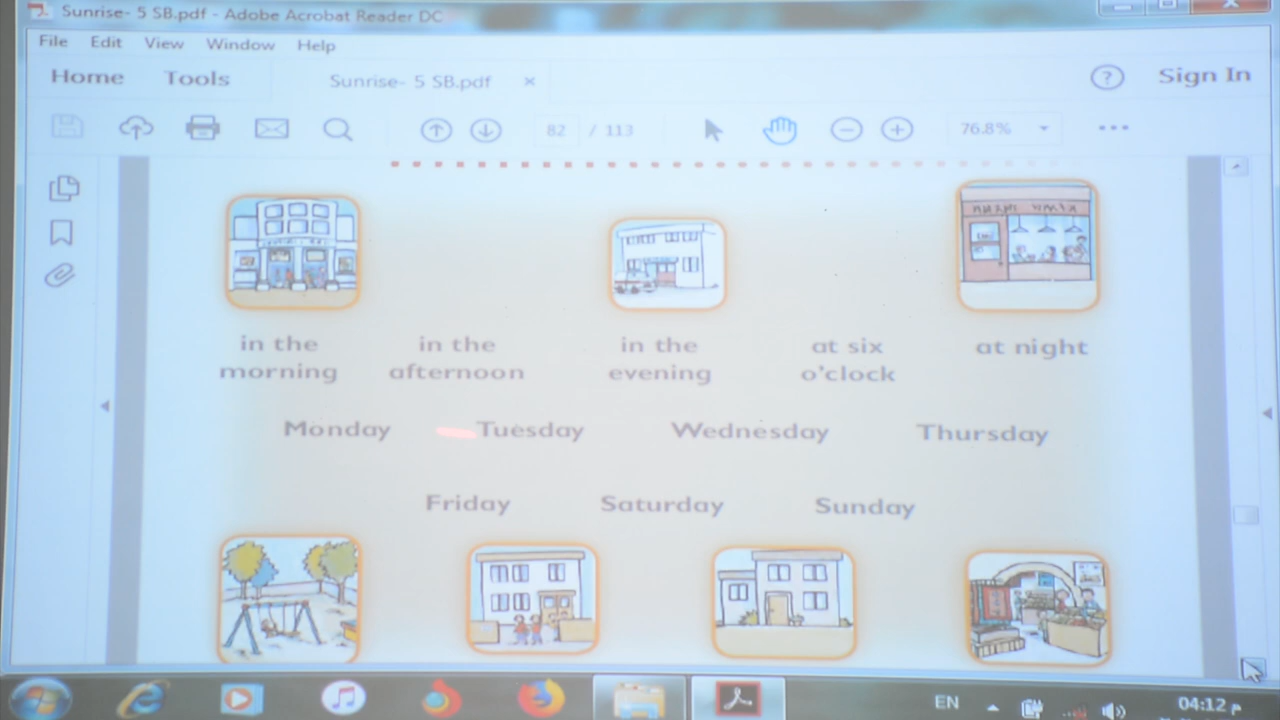 Sunrise- 5 SB.pdf - Adobe Acrobat Reader DC
File Edit View Window Help
Home Tools Sunrise- 5 SB.pdf × ? Sign In
82 / 113 76.8%
in the morning
in the afternoon
in the evening
at six o'clock
at night
Monday Tuesday Wednesday Thursday
Friday Saturday Sunday
EN 04:12 م